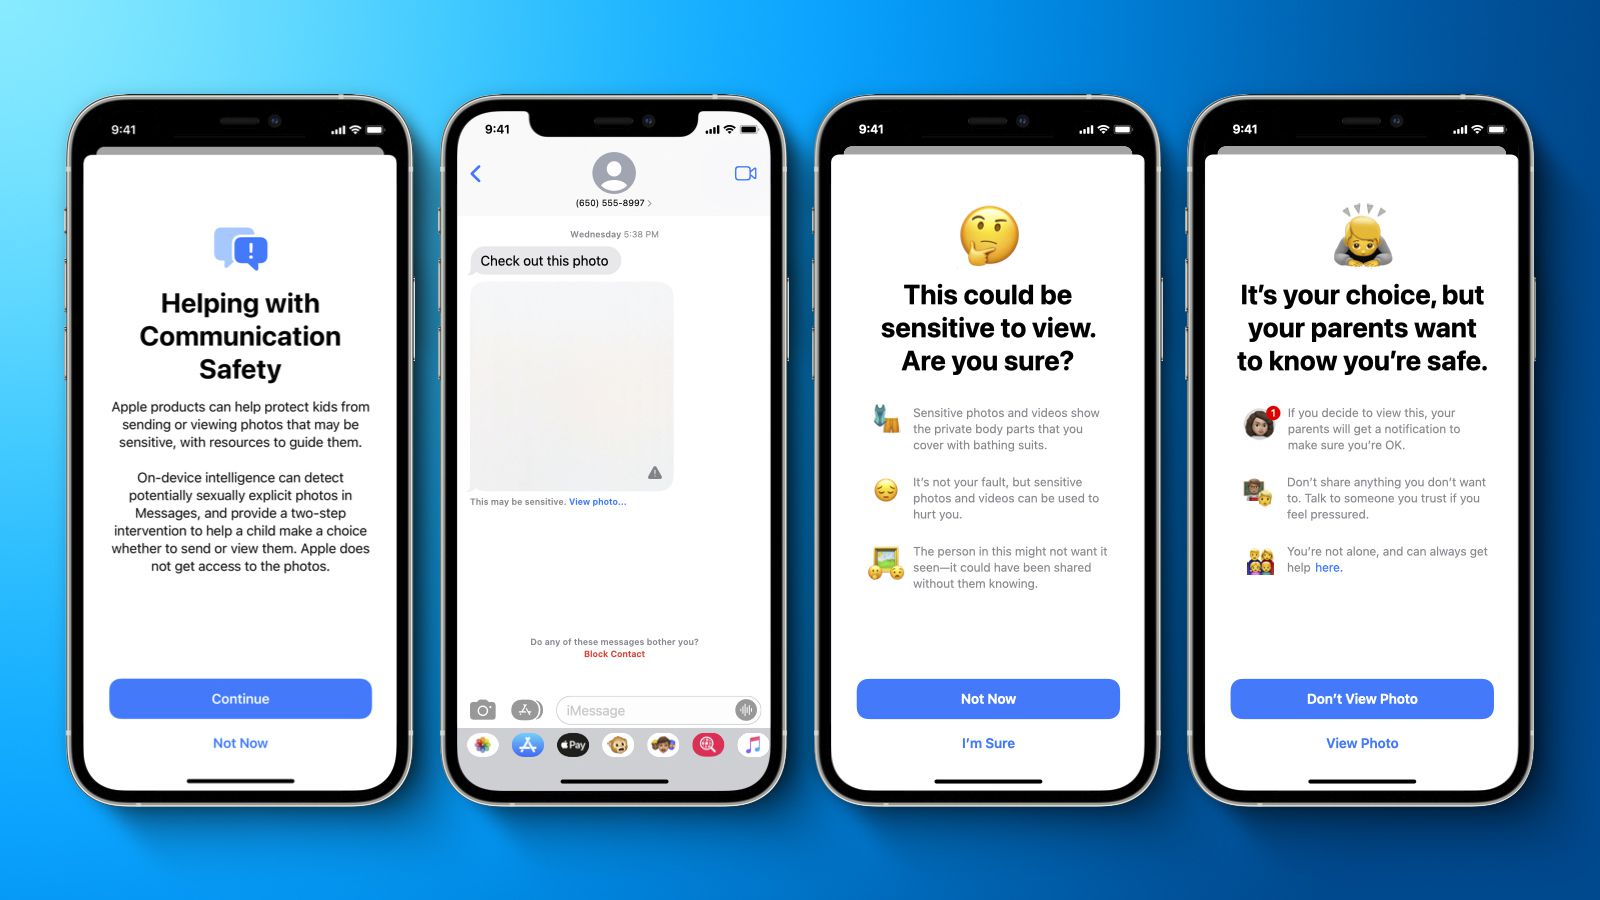 9:41
Helping with
Communication
Safety
Apple products can help protect kids from
sending or viewing photos that may be
sensitive, with resources to guide them.
On-device intelligence can detect
potentially sexually explicit photos in
Messages, and provide a two-step
intervention to help a child make a choice
whether to send or view them. Apple does
not get access to the photos.
Continue
Not Now
9:41
(650) 555-8997 >
Wednesday 5:38 PM
Check out this photo
This may be sensitive. View photo...
Do any of these messages bother you?
Block Contact
iMessage
Pay
9:41
This could be
sensitive to view.
Are you sure?
Sensitive photos and videos show
the private body parts that you
cover with bathing suits.
It's not your fault, but sensitive
photos and videos can be used to
hurt you.
The person in this might not want it
seen—it could have been shared
without them knowing.
Not Now
I'm Sure
9:41
It's your choice, but
your parents want
to know you're safe.
1
If you decide to view this, your
parents will get a notification to
make sure you're OK.
Don't share anything you don't want
to. Talk to someone you trust if you
feel pressured.
You're not alone, and can always get
help here.
Don't View Photo
View Photo